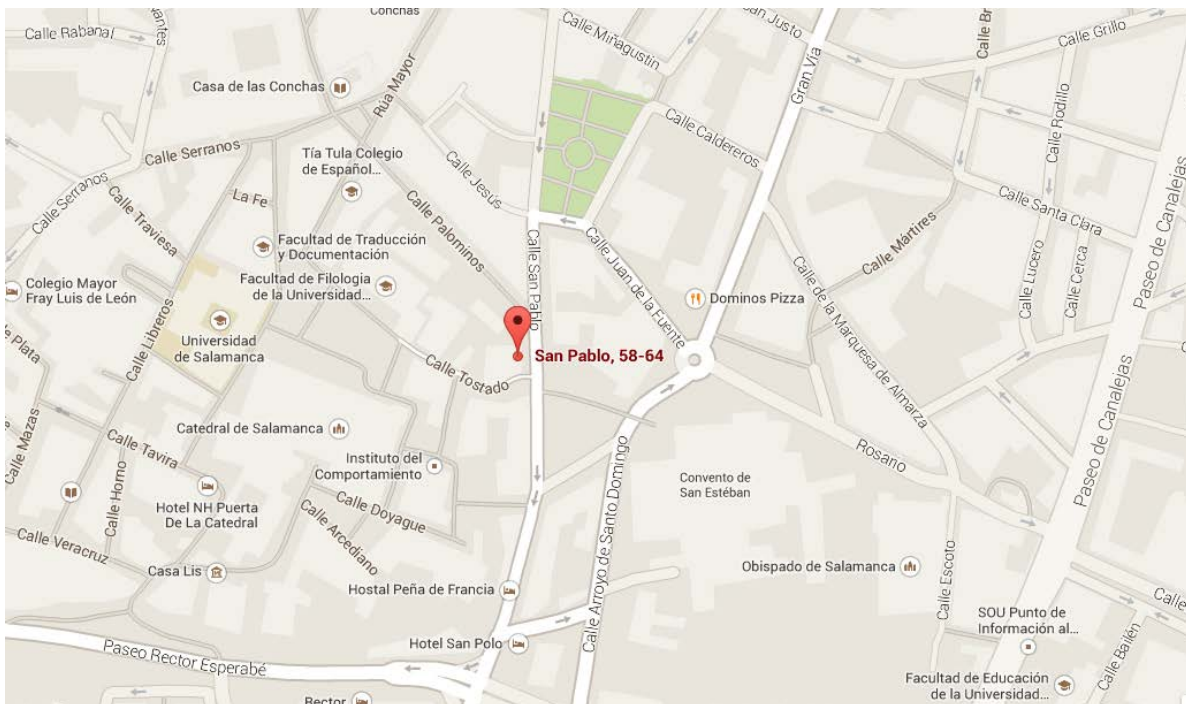 Conchas
Calle Rabanal
Calle Miñagustin
San Justo
Calle Grillo
Gran Via
Casa de las Conchas
Rúa Mayor
Calle Caldereros
Calle Rodillo
Calle Serranos
Tía Tula Colegio
de Español...
Calle Jesús
Calle Serranos
La Fe
Calle Santa Clara
Calle Traviesa
Calle Palominos
Calle Mártires
Paseo de Canalejas
Facultad de Traducción
y Documentación
Calle San Pablo
Calle Juan de la Fuente
Calle Lucero
Calle Cerca
Colegio Mayor
Fray Luis de León
Facultad de Filologia
de la Universidad...
Dominos Pizza
Calle de la Marquesa de Almarza
Calle Libreros
Universidad
de Salamanca
San Pablo, 58-64
Calle Tostado
de Plata
Calle Mazas
Catedral de Salamanca
Calle Tavira
Instituto del
Comportamiento
Rosario
Paseo de Canalejas
Convento de
San Estéban
Calle Horno
Hotel NH Puerta
De La Catedral
Calle Doyague
Calle Arcediano
Calle Veracruz
Casa Lis
Calle Arroyo de Santo Domingo
Obispado de Salamanca
Calle Escoto
Hostal Peña de Francia
Calle
SOU Punto de
Información al...
Hotel San Polo
Paseo Rector Esperabé
Calle Bailén
Facultad de Educación
de la Universidad...
Rector